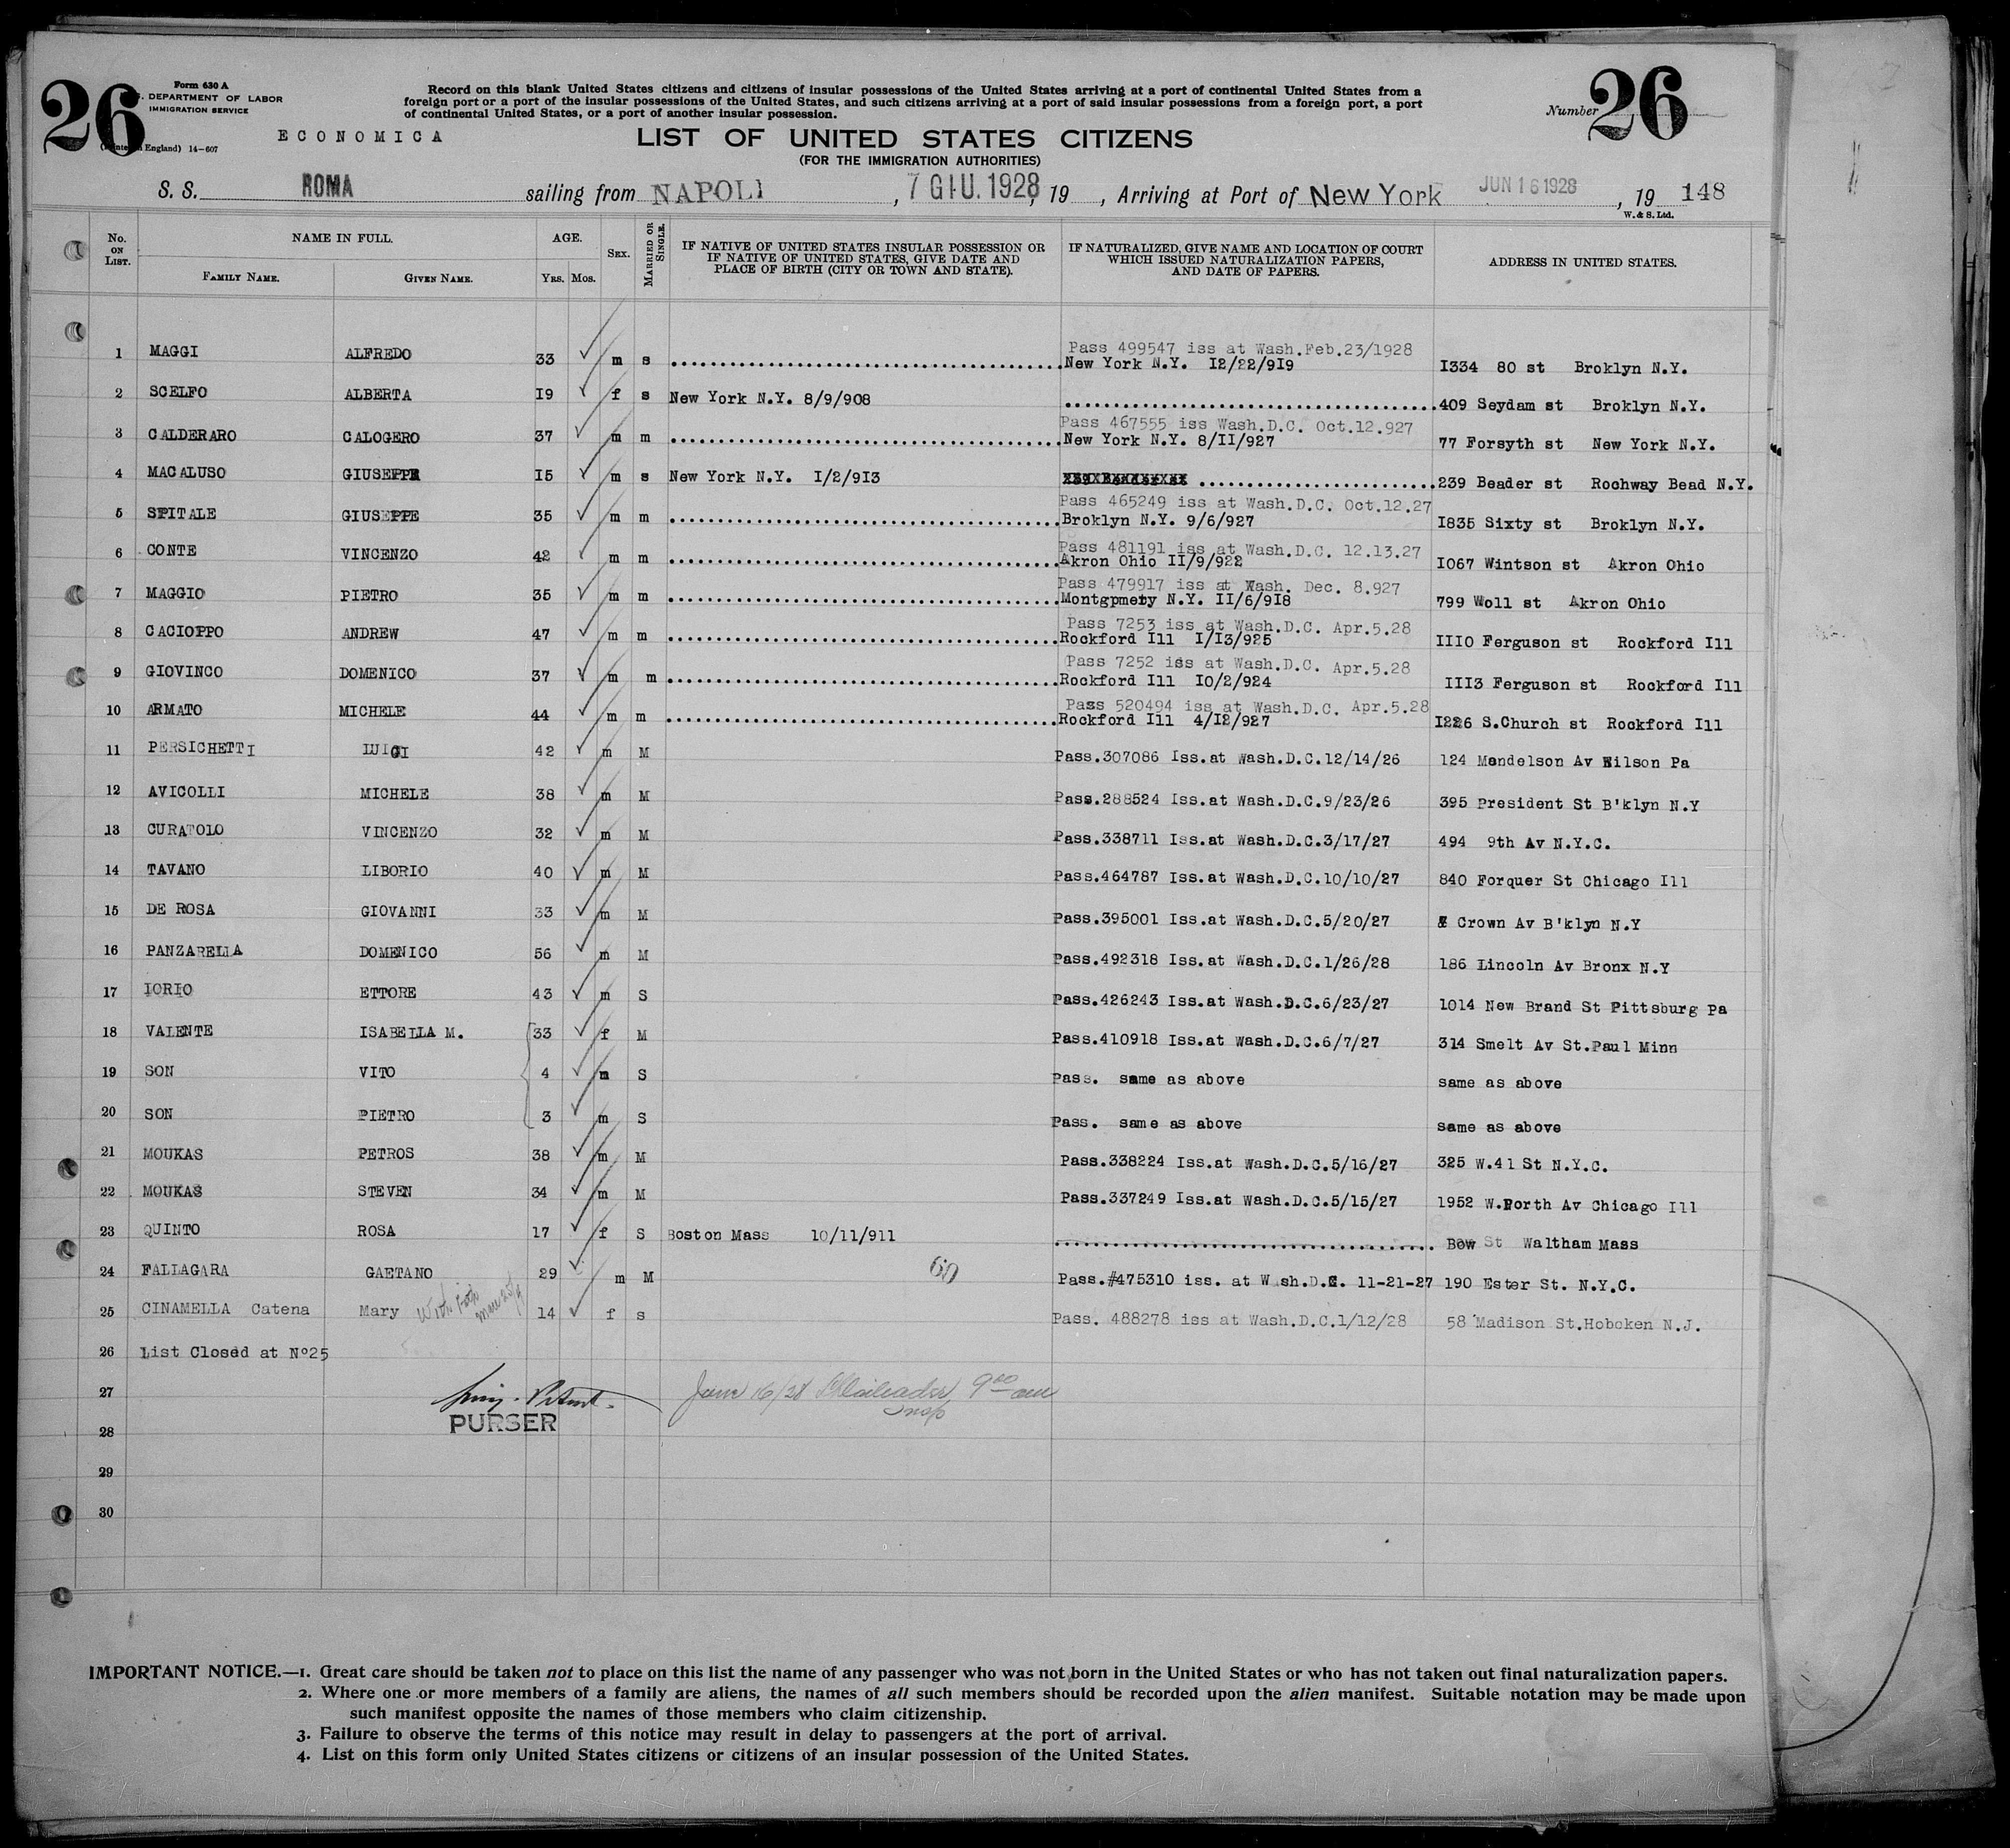 26
Form 630 A
DEPARTMENT OF LABOR
IMMIGRATION SERVICE
England) 14-607
ECONOMICA
Record on this blank United States citizens and citizens of insular possessions of the United States arriving at a port of continental United States from a
foreign port or a port of the insular possessions of the United States, and such citizens arriving at a port of said insular possessions from a foreign port, a port
of continental United States, or a port of another insular possession.
LIST OF UNITED STATES CITIZENS
(FOR THE IMMIGRATION AUTHORITIES)
Number 26
S. S. ROMA sailing from NAPOLI, 7 GIU. 1928, 19 , Arriving at Port of New York JUN 16 1928, 19 148
W. & S. Ltd.
No. ON LIST. NAME IN FULL. FAMILY NAME. GIVEN NAME. AGE. YRS. MOS. SEX. MARRIED OR SINGLE. IF NATIVE OF UNITED STATES INSULAR POSSESSION OR IF NATIVE OF UNITED STATES, GIVE DATE AND PLACE OF BIRTH (CITY OR TOWN AND STATE). IF NATURALIZED, GIVE NAME AND LOCATION OF COURT WHICH ISSUED NATURALIZATION PAPERS, AND DATE OF PAPERS. ADDRESS IN UNITED STATES.
Pass 499547 iss at Wash.Feb.23/1928
1 MAGGI ALFREDO 33 m s New York N.Y. I2/22/9I9 I334 80 st Broklyn N.Y.
2 SCELFO ALBERTA I9 f s New York N.Y. 8/9/908 409 Seydam st Broklyn N.Y.
Pass 467555 iss Wash.D.C. Oct.12.927
3 CALDERARO CALOGERO 37 m m New York N.Y. 8/II/927 77 Forsyth st New York N.Y.
4 MACALUSO GIUSEPPE I5 m s New York N.Y. I/2/9I3 239 Beader st Rochway Bead N.Y.
Pass 465249 iss at Wash.D.C. Oct.12.27
5 SPITALE GIUSEPPE 35 m m Broklyn N.Y. 9/6/927 I835 Sixty st Broklyn N.Y.
Pass 481191 iss at Wash.D.C. 12.13.27
6 CONTE VINCENZO 42 m m Akron Ohio II/9/922 I067 Wintson st Akron Ohio
Pass 479917 iss at Wash. Dec. 8.927
7 MAGGIO PIETRO 35 m m Montgpmety N.Y. II/6/9I8 799 Woll st Akron Ohio
Pass 7253 iss at Wash.D.C. Apr.5.28
8 CACIOPPO ANDREW 47 m m Rockford Ill I/I3/925 III0 Ferguson st Rockford Ill
Pass 7252 iss at Wash.D.C. Apr.5.28
9 GIOVINCO DOMENICO 37 m m Rockford Ill I0/2/924 III3 Ferguson st Rockford Ill
Pass 520494 iss at Wash.D.C. Apr.5.28
10 ARMATO MICHELE 44 m m Rockford Ill 4/I2/927 I226 S.Church st Rockford Ill
11 PERSICHETTI LUIGI 42 m M Pass.307086 Iss.at Wash.D.C.12/14/26 124 Mendelson Av Wilson Pa
12 AVICOLLI MICHELE 38 m M Pass.288524 Iss.at Wash.D.C.9/23/26 395 President St B'klyn N.Y
13 CURATOLO VINCENZO 32 m M Pass.338711 Iss.at Wash.D.C.3/17/27 494 9th Av N.Y.C.
14 TAVANO LIBORIO 40 m M Pass.464787 Iss.at Wash.D.C.10/10/27 840 Forquer St Chicago Ill
15 DE ROSA GIOVANNI 33 m M Pass.395001 Iss.at Wash.D.C.5/20/27 Crown Av B'klyn N.Y
16 PANZARELLA DOMENICO 56 m M Pass.492318 Iss.at Wash.D.C.1/26/28 186 Lincoln Av Bronx N.Y
17 IORIO ETTORE 43 m S Pass.426243 Iss.at Wash.D.C.6/23/27 1014 New Brand St Pittsburg Pa
18 VALENTE ISABELLA M. 33 f M Pass.410918 Iss.at Wash.D.C.6/7/27 314 Smelt Av St.Paul Minn
19 SON VITO 4 m S Pass. same as above same as above
20 SON PIETRO 3 m S Pass. same as above same as above
21 MOUKAS PETROS 38 m M Pass.338224 Iss.at Wash.D.C.5/16/27 325 W.41 St N.Y.C.
22 MOUKAS STEVEN 34 m M Pass.337249 Iss.at Wash.D.C.5/15/27 1952 W.Porth Av Chicago Ill
23 QUINTO ROSA 17 f S Boston Mass 10/11/911 Bow St Waltham Mass
24 FALLAGARA GAETANO 29 m M 60 Pass.#475310 iss. at Wash.D.C. 11-21-27 190 Ester St. N.Y.C.
25 CINAMELLA Catena Mary 14 f s Pass. 488278 iss at Wash.D.C.1/12/28 58 Madison St.Hoboken N.J.
26 List Closed at Nº25
27 June 16/28 9 00 am
Insp
PURSER
28
29
30
IMPORTANT NOTICE.—1. Great care should be taken not to place on this list the name of any passenger who was not born in the United States or who has not taken out final naturalization papers.
2. Where one or more members of a family are aliens, the names of all such members should be recorded upon the alien manifest. Suitable notation may be made upon
such manifest opposite the names of those members who claim citizenship.
3. Failure to observe the terms of this notice may result in delay to passengers at the port of arrival.
4. List on this form only United States citizens or citizens of an insular possession of the United States.